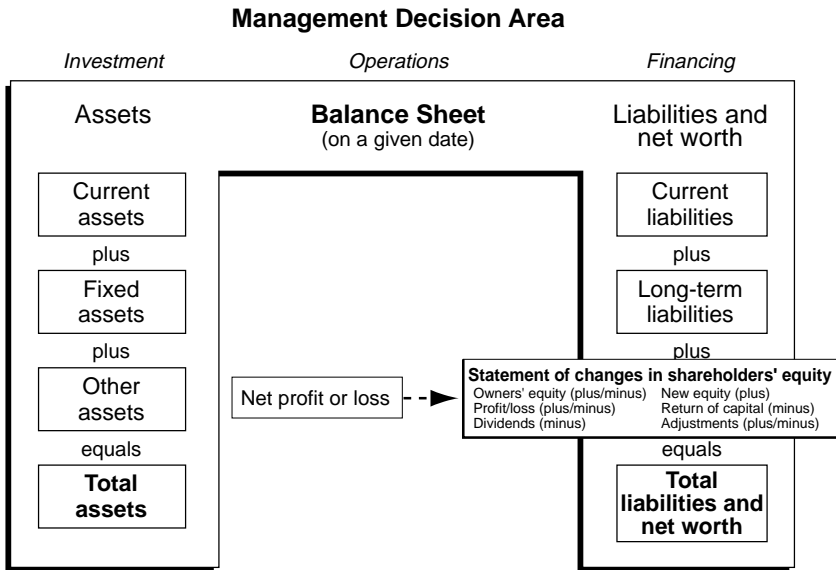 Management Decision Area
Investment Operations Financing
Assets
Balance Sheet
(on a given date)
Liabilities and
net worth
Current
assets
plus
Fixed
assets
plus
Other
assets
equals
Total
assets
Net profit or loss
Current
liabilities
plus
Long-term
liabilities
plus
Statement of changes in shareholders' equity
Owners' equity (plus/minus) New equity (plus)
Profit/loss (plus/minus) Return of capital (minus)
Dividends (minus) Adjustments (plus/minus)
equals
Total
liabilities and
net worth